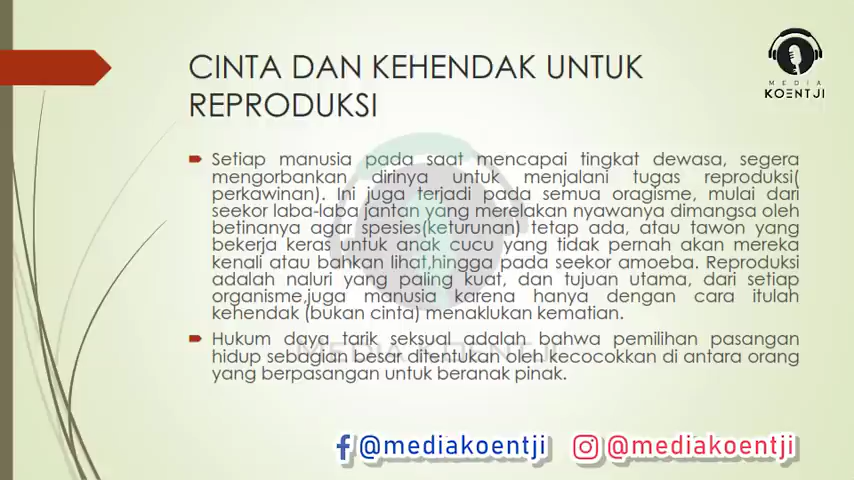 CINTA DAN KEHENDAK UNTUK
REPRODUKSI
MEDIA
KOENTJI
Setiap manusia pada saat mencapai tingkat dewasa, segera
mengorbankan dirinya untuk menjalani tugas reproduksi(
perkawinan). Ini juga terjadi pada semua oragisme, mulai dari
seekor laba-laba jantan yang merelakan nyawanya dimangsa oleh
betinanya agar spesies(keturunan) tetap ada, atau tawon yang
bekerja keras untuk anak cucu yang tidak pernah akan mereka
kenali atau bahkan lihat,hingga pada seekor amoeba. Reproduksi
adalah naluri yang paling kuat, dan tujuan utama, dari setiap
organisme,juga manusia karena hanya dengan cara itulah
kehendak (bukan cinta) menaklukan kematian.
Hukum daya tarik seksual adalah bahwa pemilihan pasangan
hidup sebagian besar ditentukan oleh kecocokkan di antara orang
yang berpasangan untuk beranak pinak.
MEDIA KOENTJI
@mediakoentji @mediakoentji